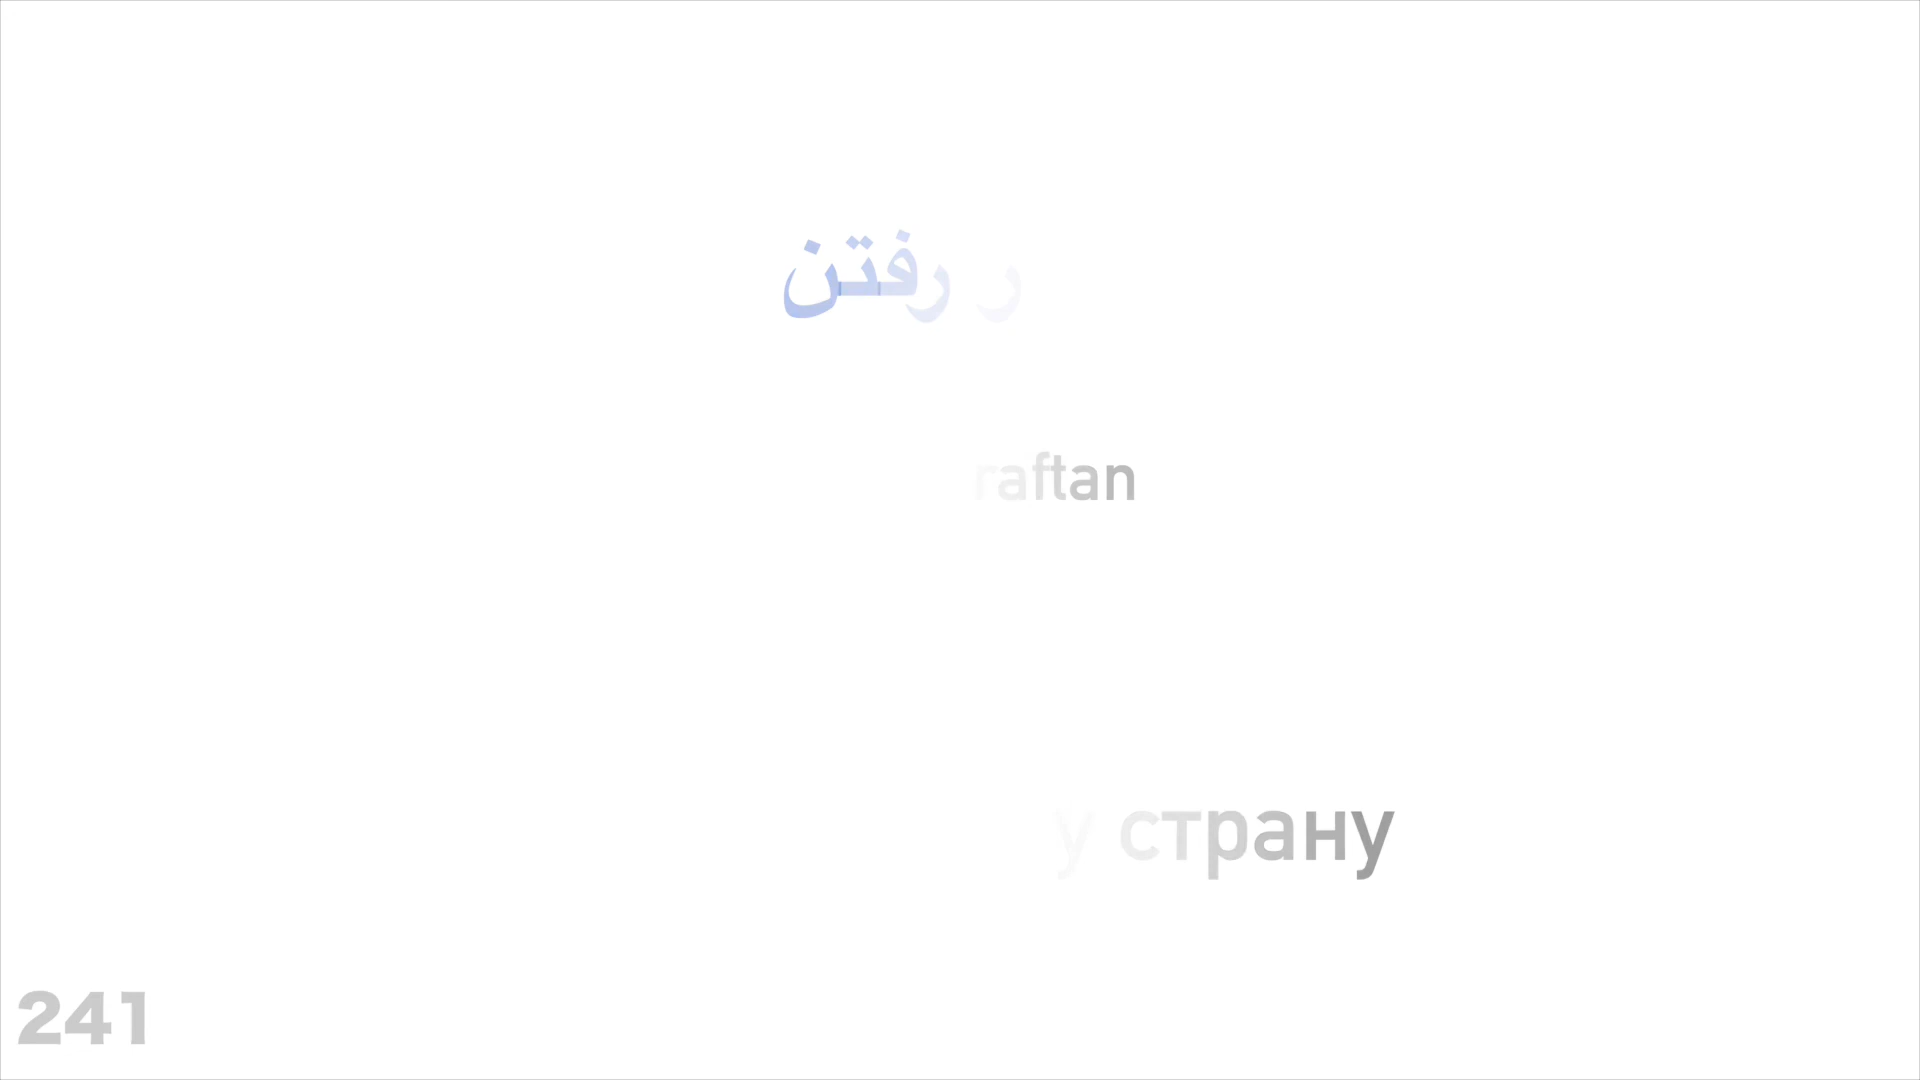 ر رفتن
raftan
у страну
241